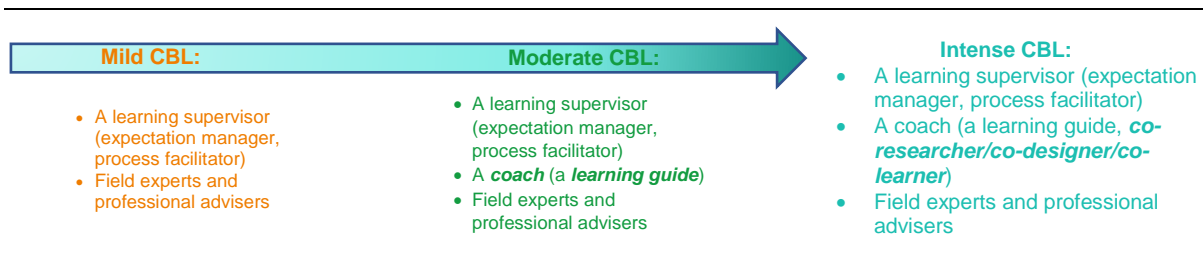 Mild CBL:
• A learning supervisor
(expectation manager,
process facilitator)
• Field experts and
professional advisers
Moderate CBL:
• A learning supervisor
(expectation manager,
process facilitator)
• A coach (a learning guide)
• Field experts and
professional advisers
Intense CBL:
• A learning supervisor (expectation
manager, process facilitator)
• A coach (a learning guide, co-
researcher/co-designer/co-
learner)
• Field experts and professional
advisers